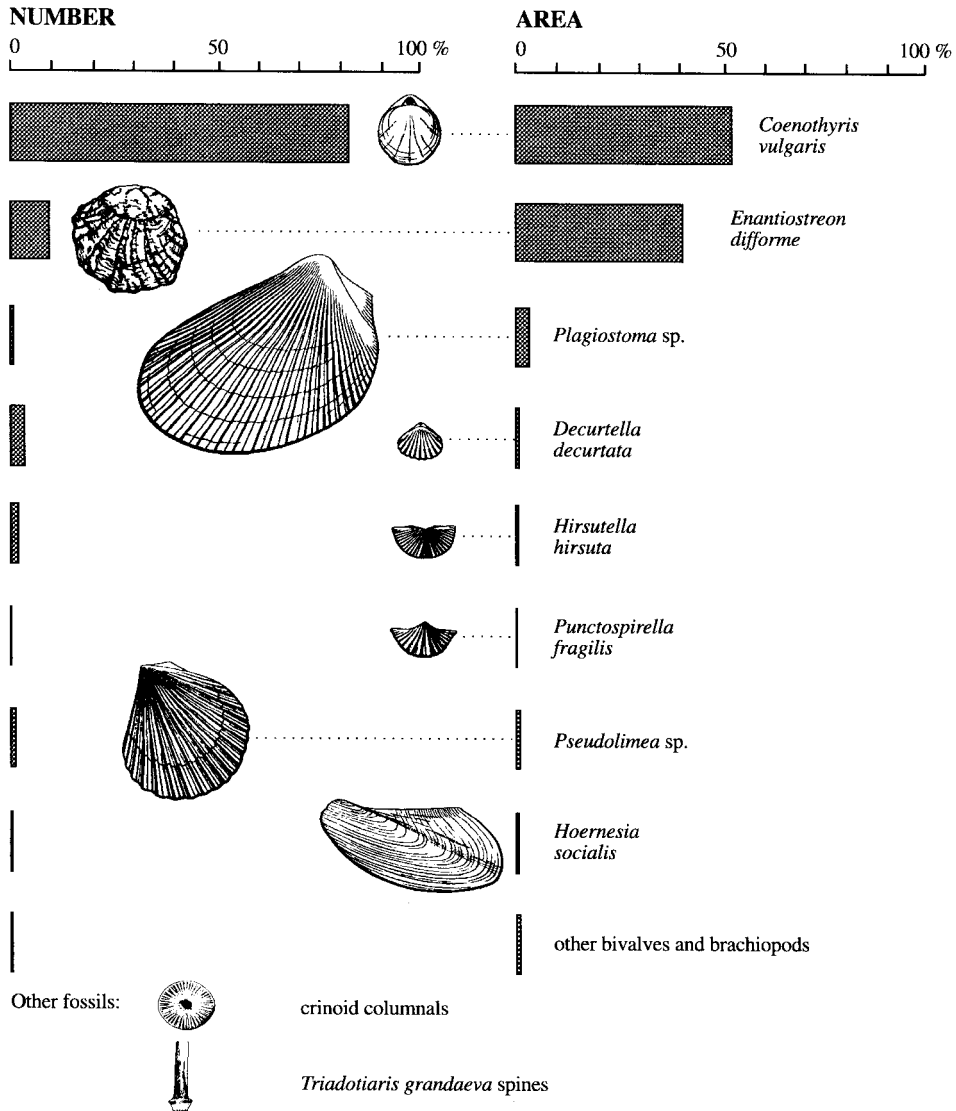 NUMBER
AREA
0 50 100 %
0 50 100 %
Coenothyris
vulgaris
Enantiostreon
difforme
Plagiostoma sp.
Decurtella
decurtata
Hirsutella
hirsuta
Punctospirella
fragilis
Pseudolimea sp.
Hoernesia
socialis
other bivalves and brachiopods
Other fossils:
crinoid columnals
Triadotiaris grandaeva spines